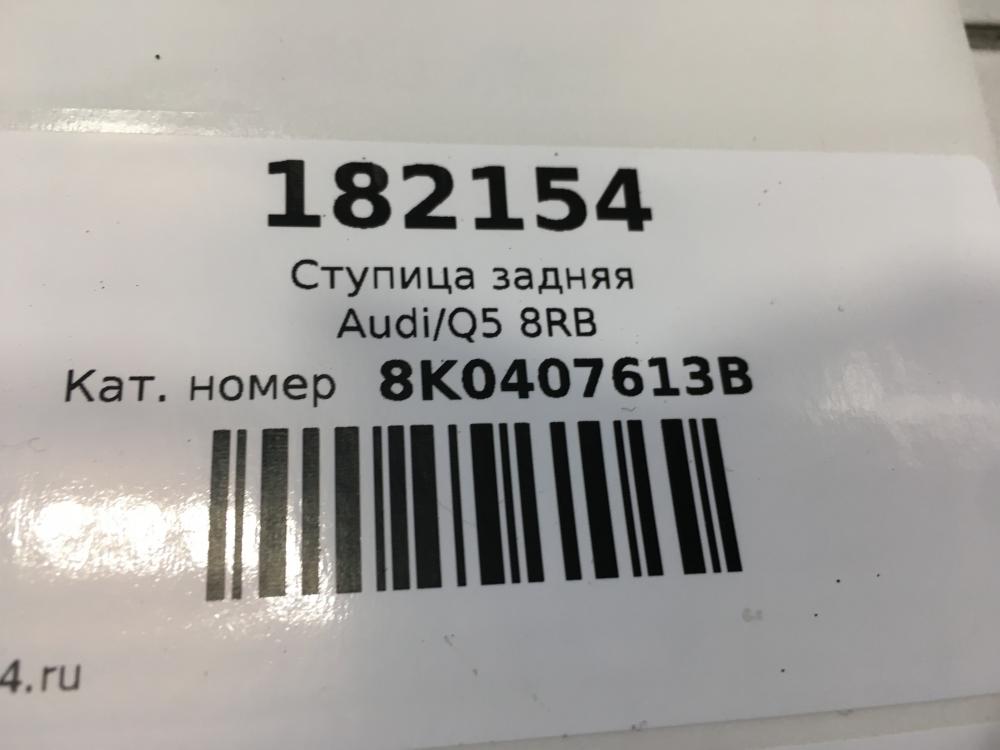 182154
Ступица задняя
Audi/Q5 8RB
Кат. номер 8K0407613B
4.ru